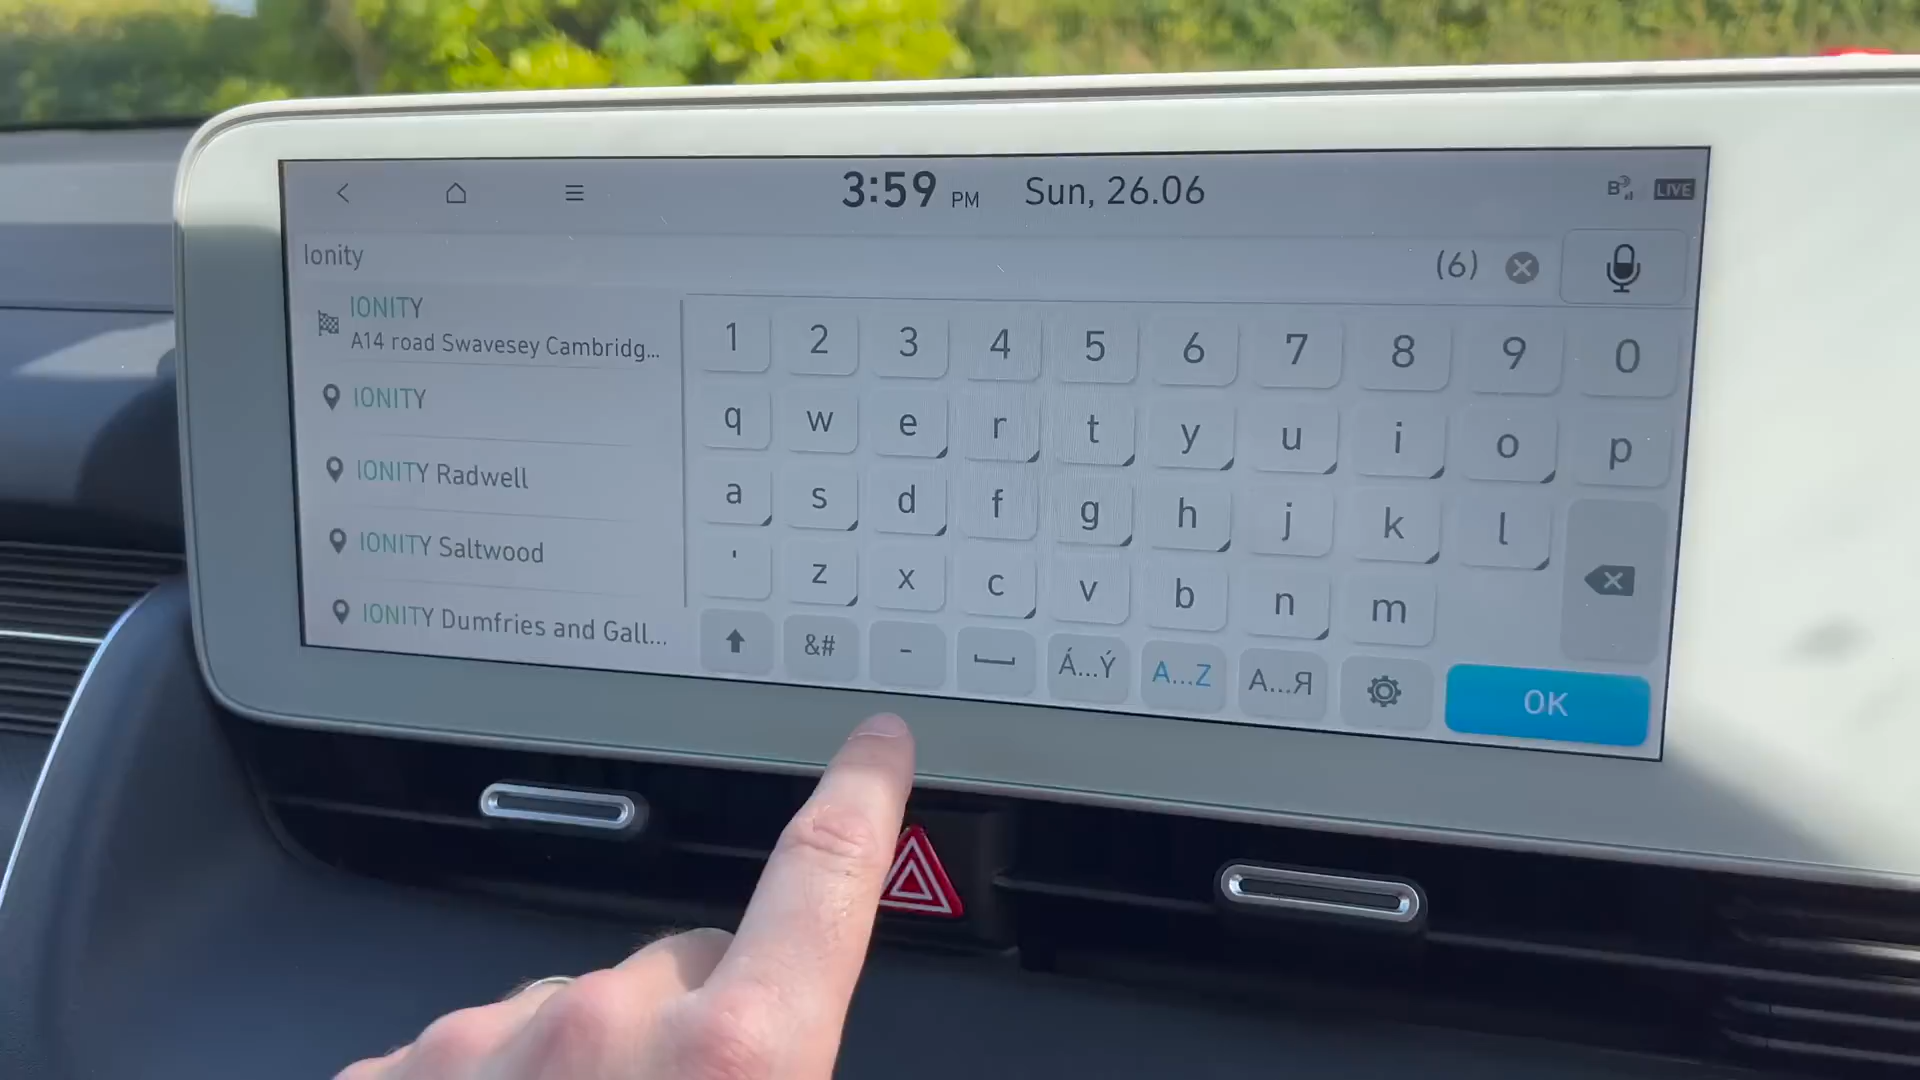 3:59 PM Sun, 26.06
LIVE
Ionity
(6)
IONITY
A14 road Swavesey Cambridg...
IONITY
IONITY Radwell
IONITY Saltwood
IONITY Dumfries and Gall...
1 2 3 4 5 6 7 8 9 0
q w e r t y u i o p
a s d f g h j k l
' z x c v b n m
&# - Á...Ý A...Z А...Я OK